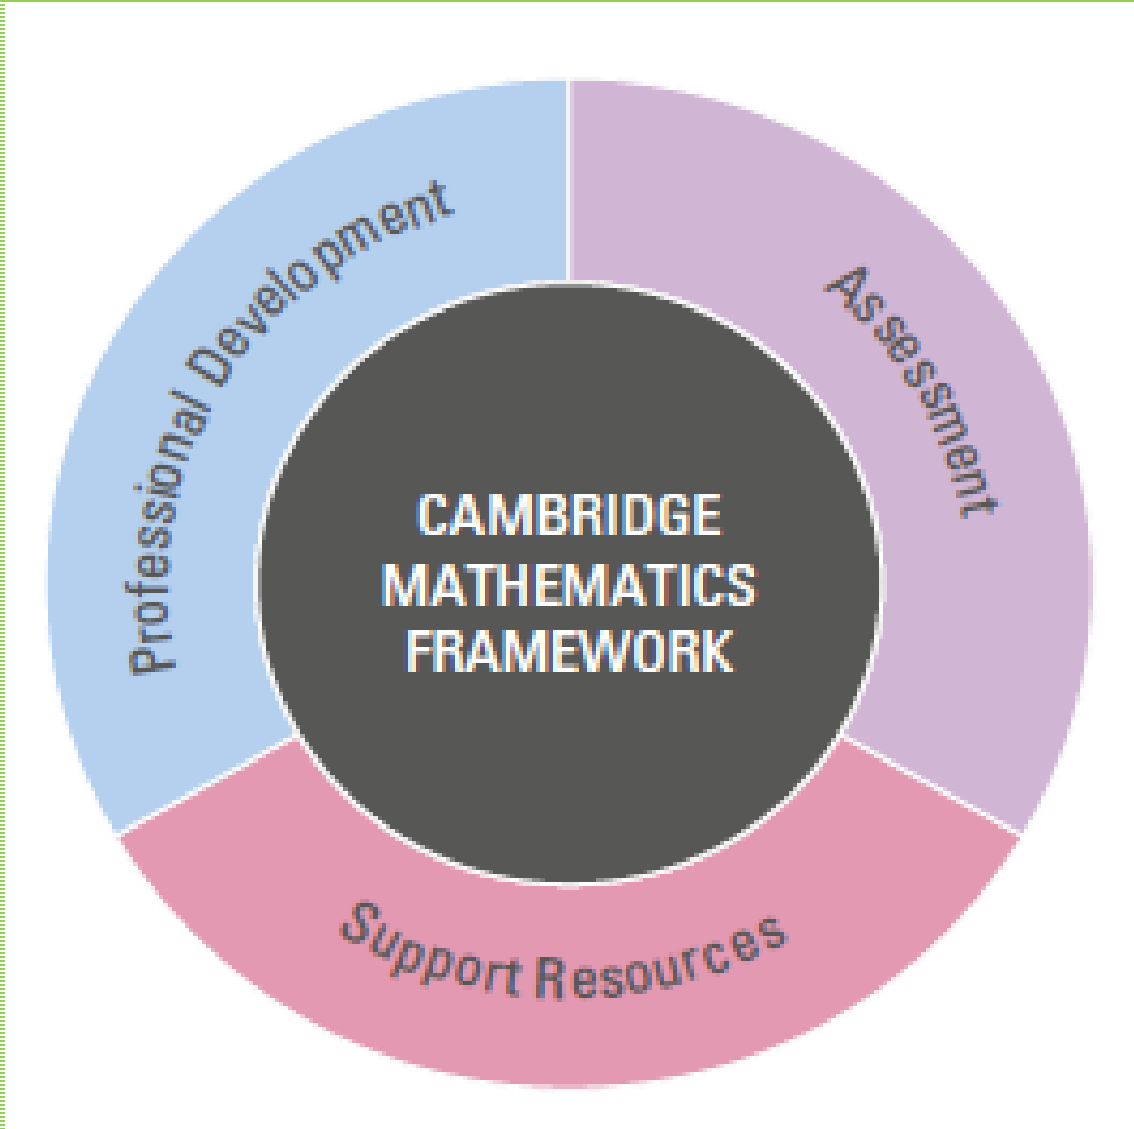 Professional Development
Assessment
CAMBRIDGE
MATHEMATICS
FRAMEWORK
Support Resources